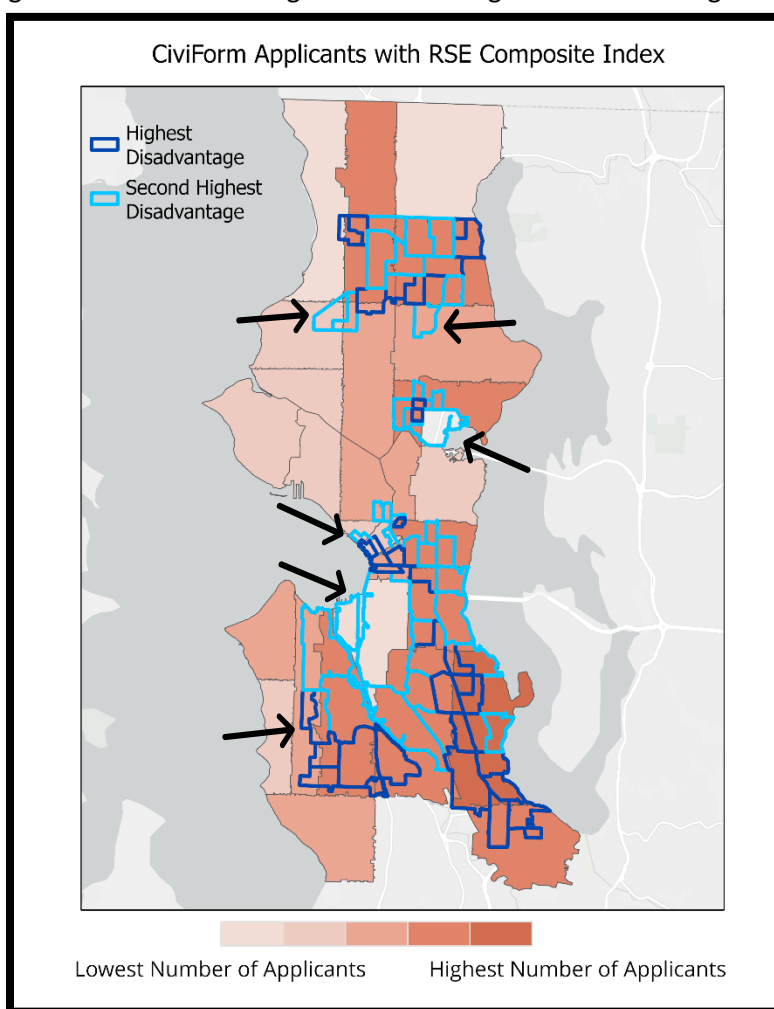 CiviForm Applicants with RSE Composite Index
Highest
Disadvantage
Second Highest
Disadvantage
Lowest Number of Applicants
Highest Number of Applicants